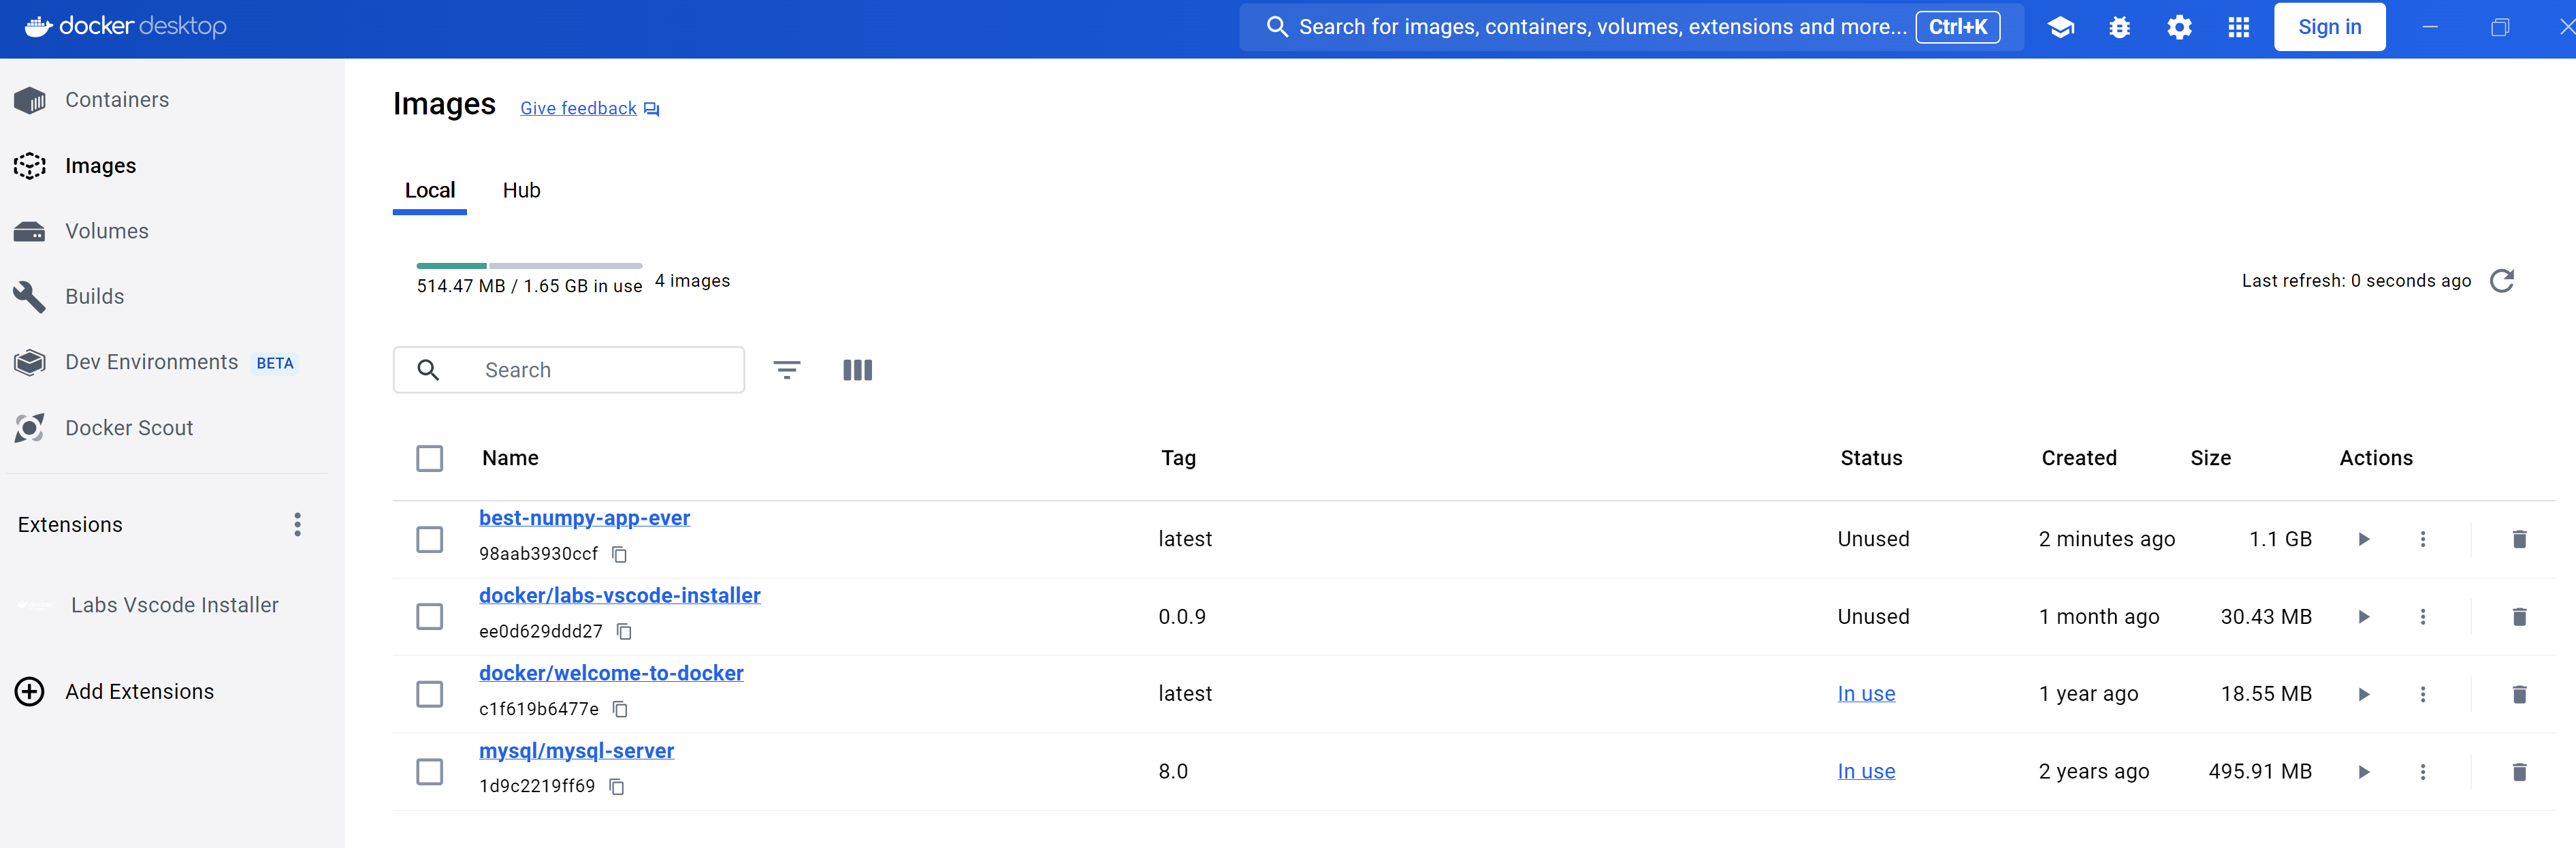 docker desktop
Search for images, containers, volumes, extensions and more... Ctrl+K
Sign in
Containers
Images
Volumes
Builds
Dev Environments BETA
Docker Scout
Extensions
Labs Vscode Installer
Add Extensions
Images Give feedback
Local Hub
514.47 MB / 1.65 GB in use 4 images
Last refresh: 0 seconds ago
Search
Name Tag Status Created Size Actions
best-numpy-app-ever
98aab3930ccf
latest Unused 2 minutes ago 1.1 GB
docker/labs-vscode-installer
ee0d629ddd27
0.0.9 Unused 1 month ago 30.43 MB
docker/welcome-to-docker
c1f619b6477e
latest In use 1 year ago 18.55 MB
mysql/mysql-server
1d9c2219ff69
8.0 In use 2 years ago 495.91 MB